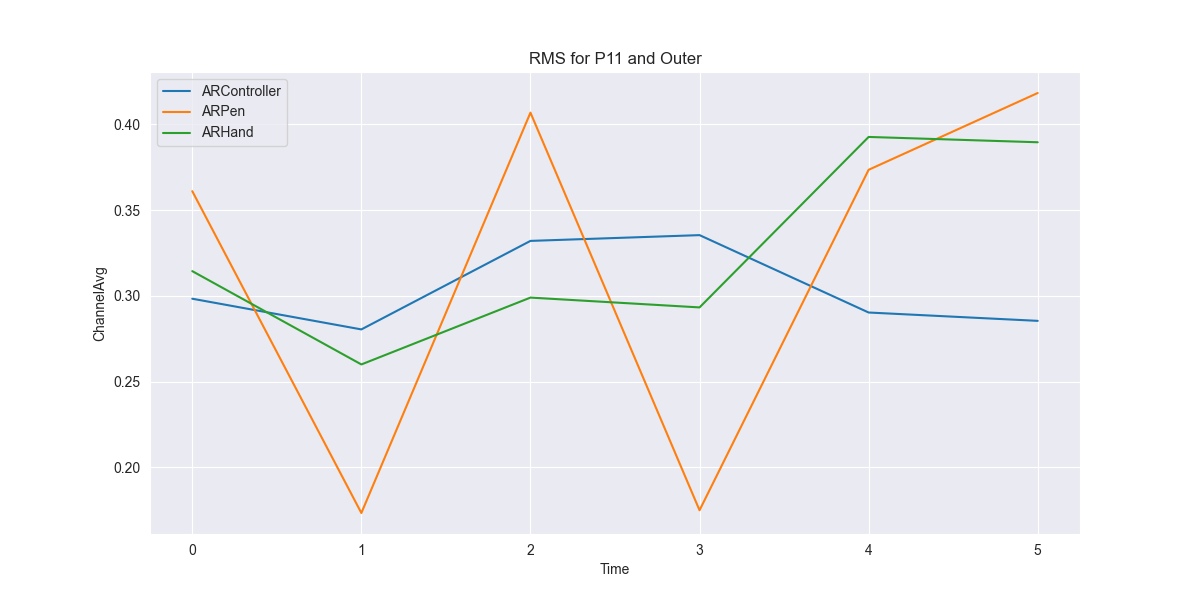 RMS for P11 and Outer
ARController
ARPen
ARHand
ChannelAvg
0.40
0.35
0.30
0.25
0.20
0 1 2 3 4 5
Time